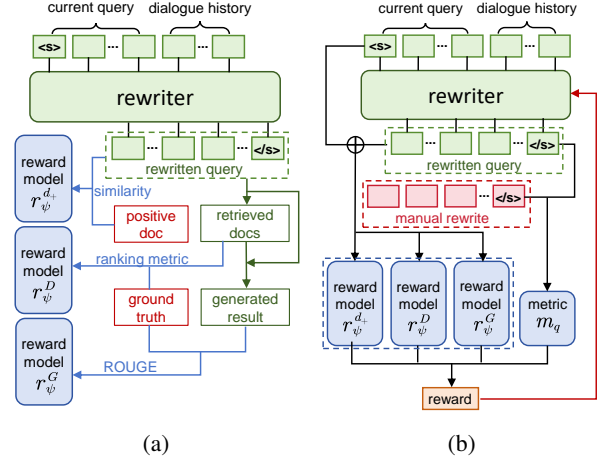 current query
dialogue history
<s>
...
...
rewriter
...
</s>
rewritten query
reward
model
r_ψ^{d_+}
similarity
positive
doc
retrieved
docs
reward
model
r_ψ^D
ranking metric
ground
truth
generated
result
reward
model
r_ψ^G
ROUGE
(a)
current query
dialogue history
<s>
...
...
rewriter
...
</s>
rewritten query
...
</s>
manual rewrite
reward
model
r_ψ^{d_+}
reward
model
r_ψ^D
reward
model
r_ψ^G
metric
m_q
reward
(b)